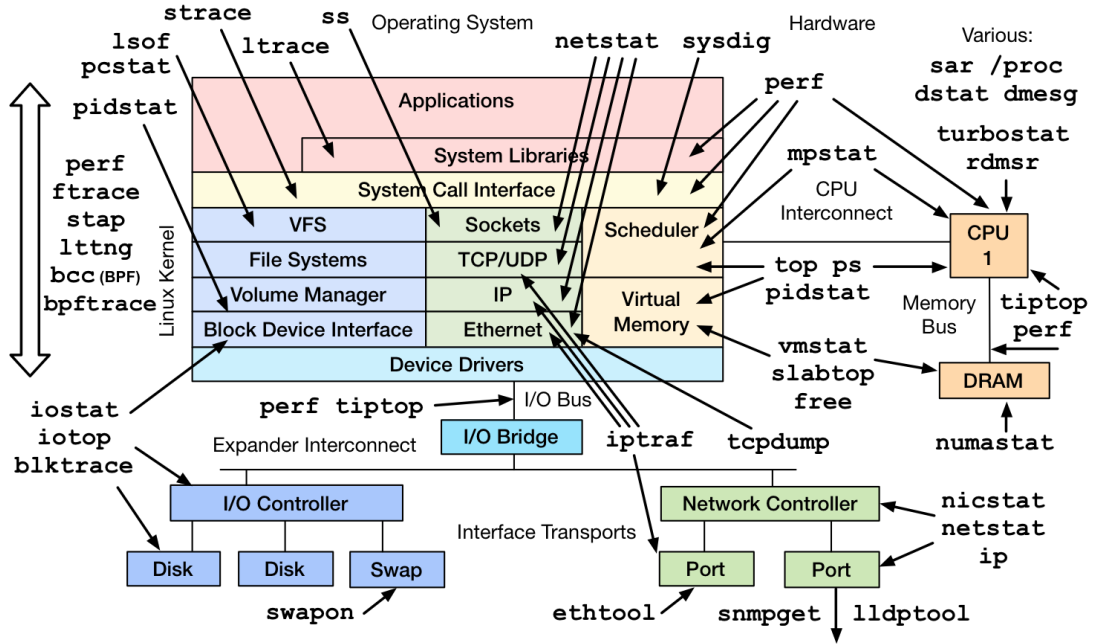 strace
ss
Operating System
Hardware
Various:
lsof
ltrace
netstat
sysdig
pcstat
sar /proc
dstat dmesg
pidstat
Applications
perf
turbostat
rdmsr
System Libraries
mpstat
perf
ftrace
stap
lttng
bcc (BPF)
bpftrace
Linux Kernel
System Call Interface
CPU
Interconnect
VFS
Sockets
Scheduler
CPU
1
File Systems
TCP/UDP
top ps
pidstat
Volume Manager
IP
Virtual
Memory
Memory
Bus
tiptop
perf
Block Device Interface
Ethernet
vmstat
slabtop
free
Device Drivers
DRAM
iostat
iotop
blktrace
perf tiptop
I/O Bus
Expander Interconnect
I/O Bridge
iptraf
tcpdump
numastat
I/O Controller
Network Controller
nicstat
netstat
ip
Interface Transports
Disk
Disk
Swap
Port
Port
swapon
ethtool
snmpget
lldptool